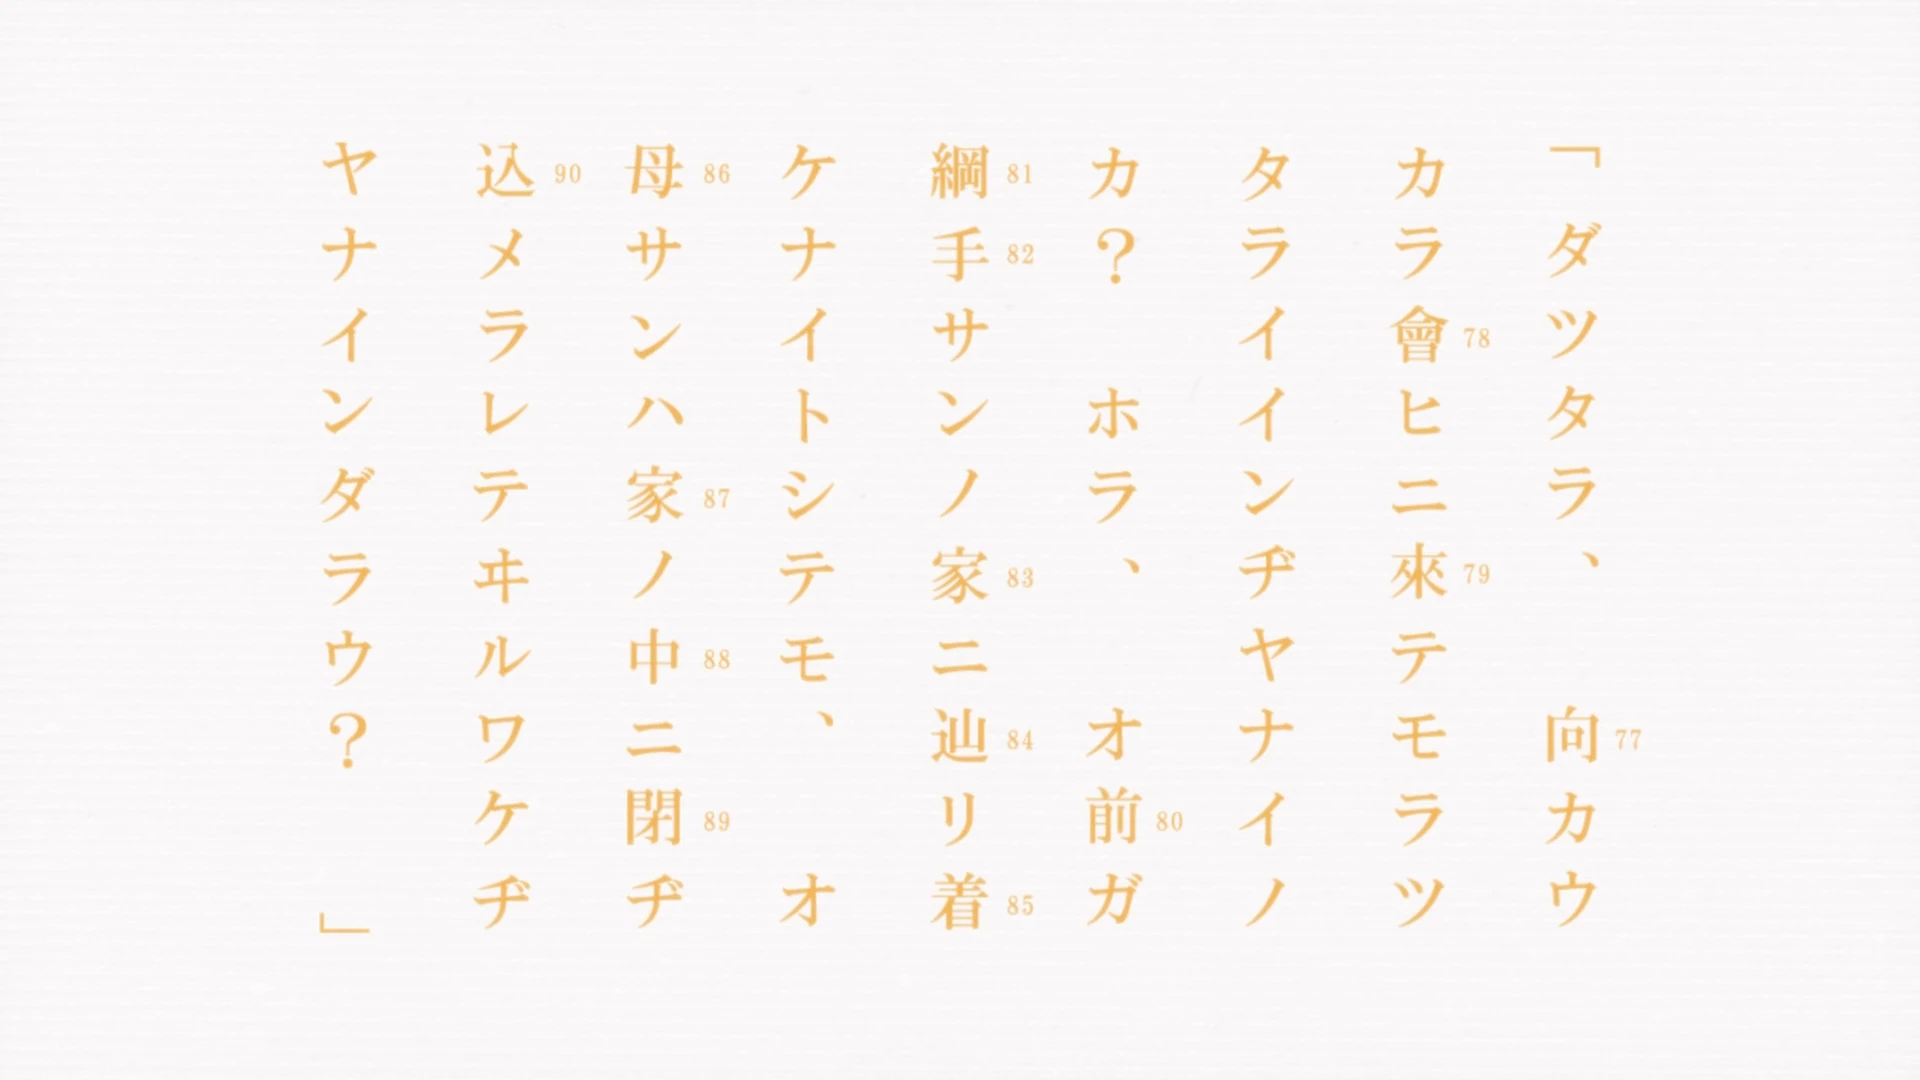 「ダツタラ、　向77カウ
カラ會78ヒニ來79テモラツ
タライインヂヤナイノ
カ？　ホラ、　オ前80ガ
綱81手82サンノ家83ニ辿84リ着85
ケナイトシテモ、　オ
母86サンハ家87ノ中88ニ閉89ヂ
込90メラレテヰルワケヂ
ヤナインダラウ？　」